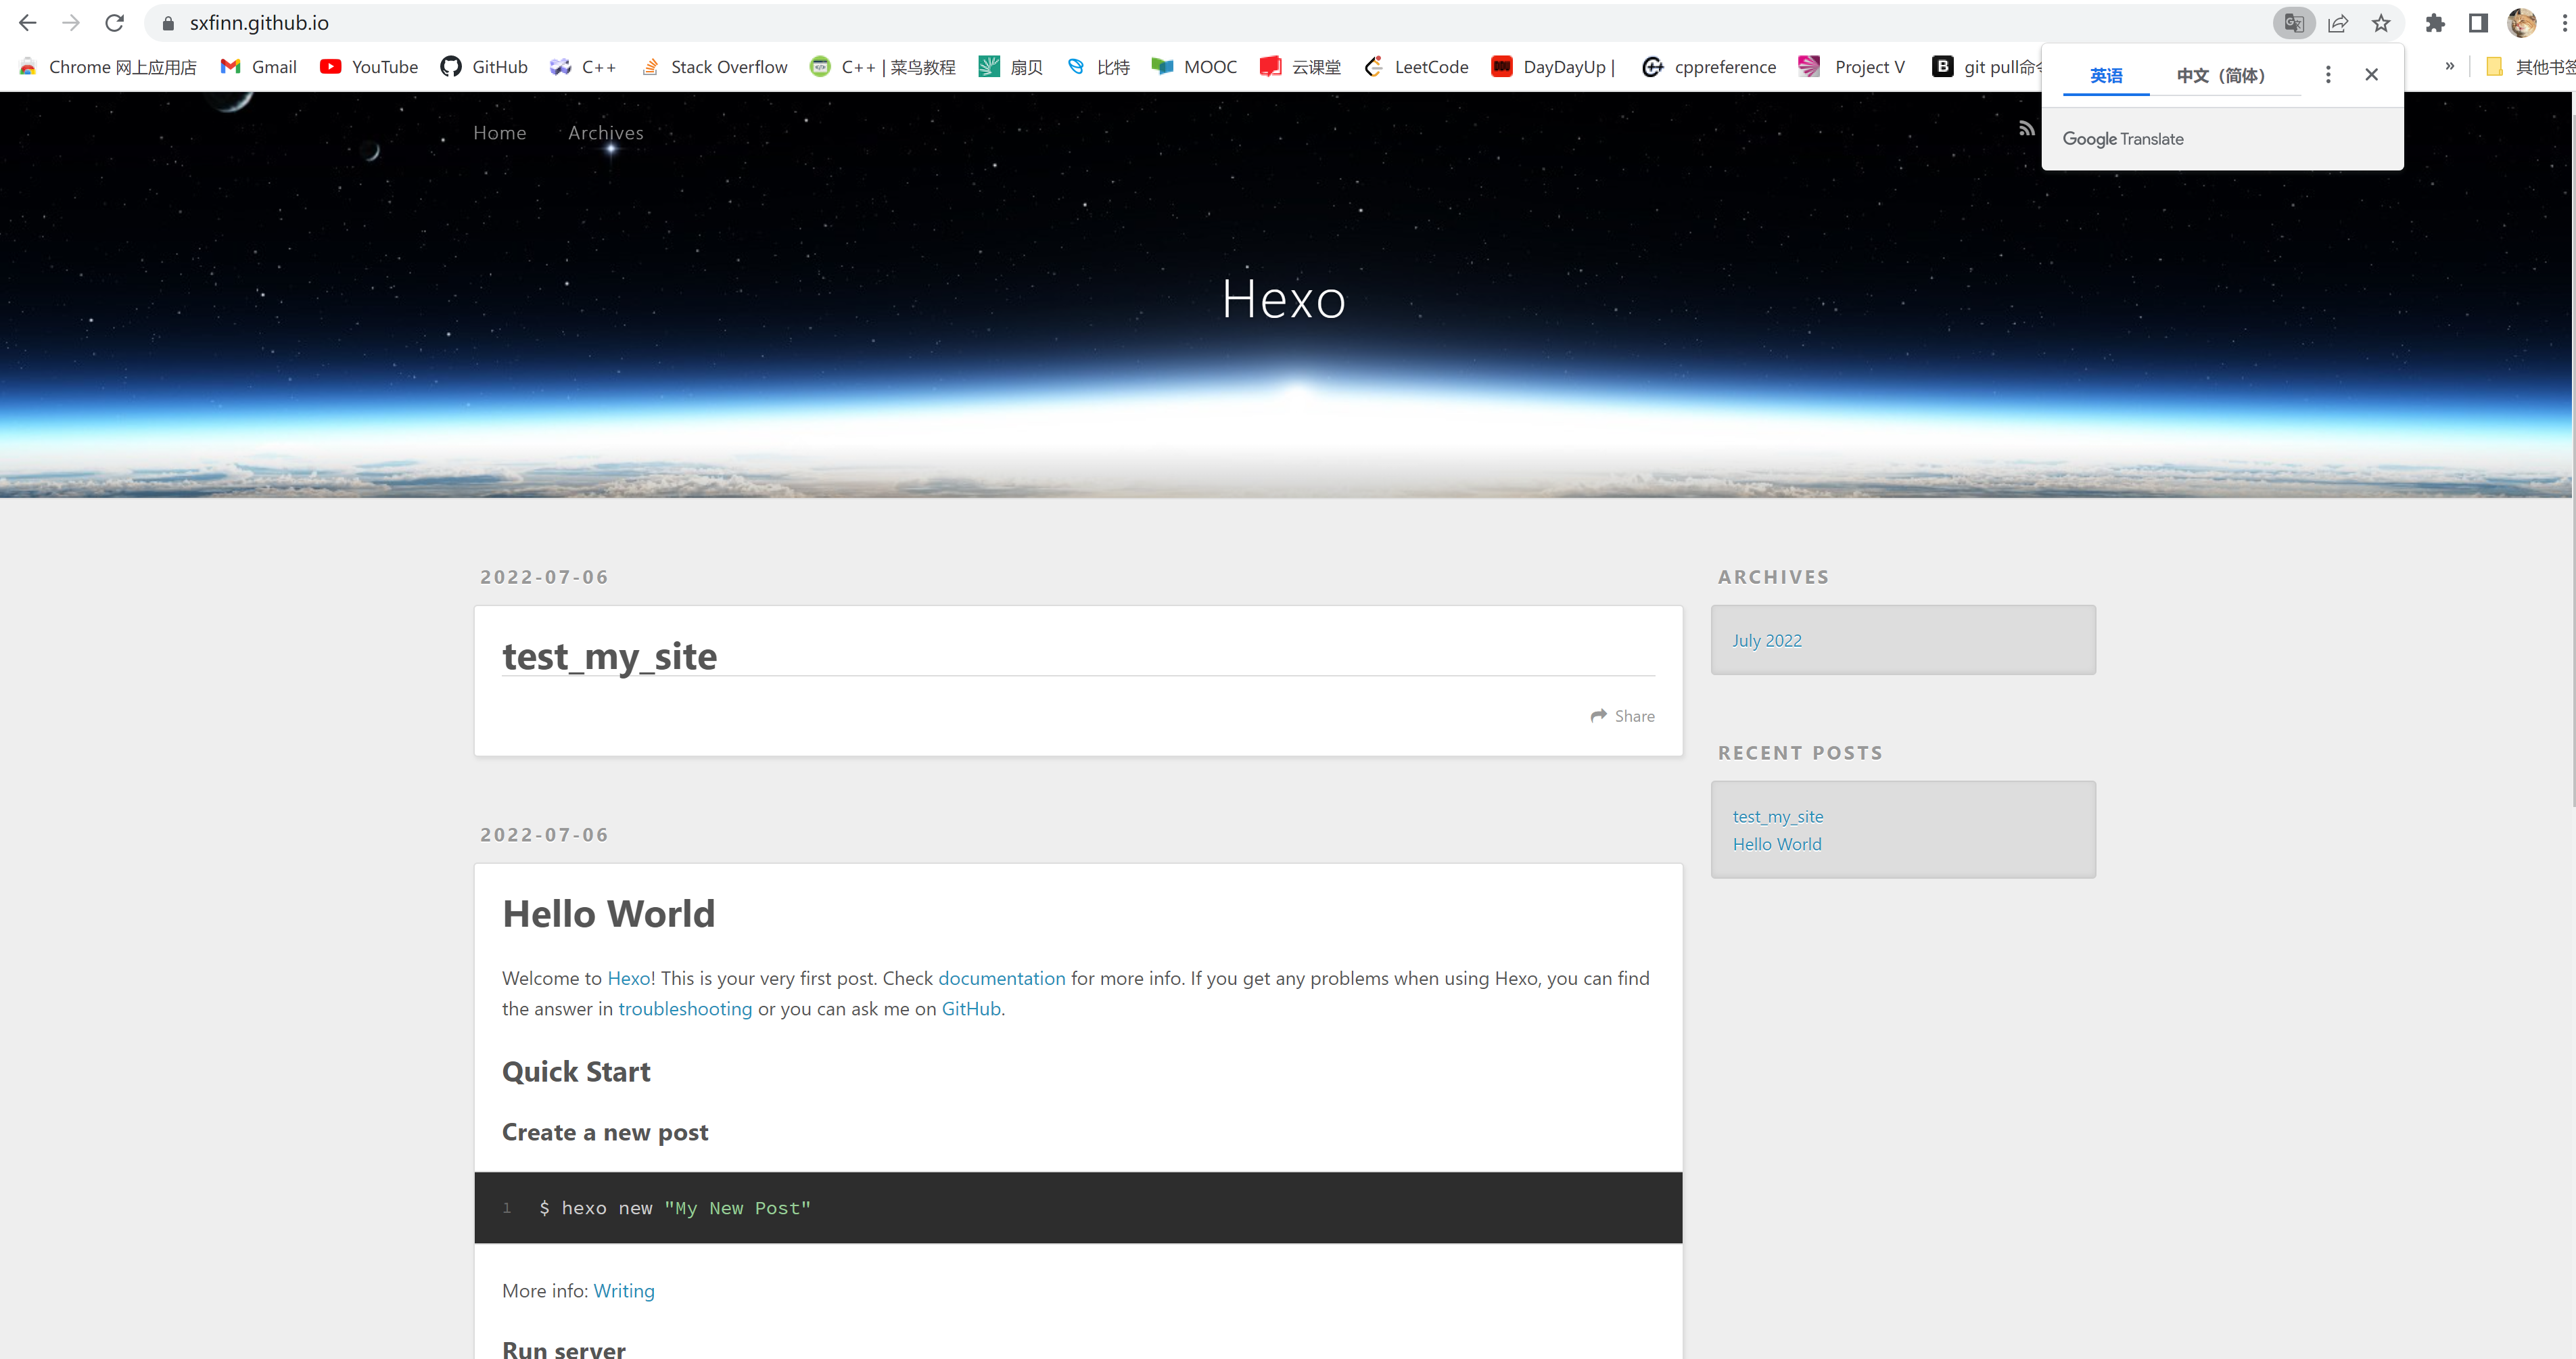 sxfinn.github.io
Chrome 网上应用店 Gmail YouTube GitHub C++ Stack Overflow C++ | 菜鸟教程 扇贝 比特 MOOC 云课堂 LeetCode DayDayUp | cppreference Project V git pull命令 » 其他书签
英语 中文（简体）
Google Translate
Home Archives
Hexo
2022-07-06
test_my_site
Share
2022-07-06
Hello World
Welcome to Hexo! This is your very first post. Check documentation for more info. If you get any problems when using Hexo, you can find
the answer in troubleshooting or you can ask me on GitHub.
Quick Start
Create a new post
1 $ hexo new "My New Post"
More info: Writing
Run server
ARCHIVES
July 2022
RECENT POSTS
test_my_site
Hello World